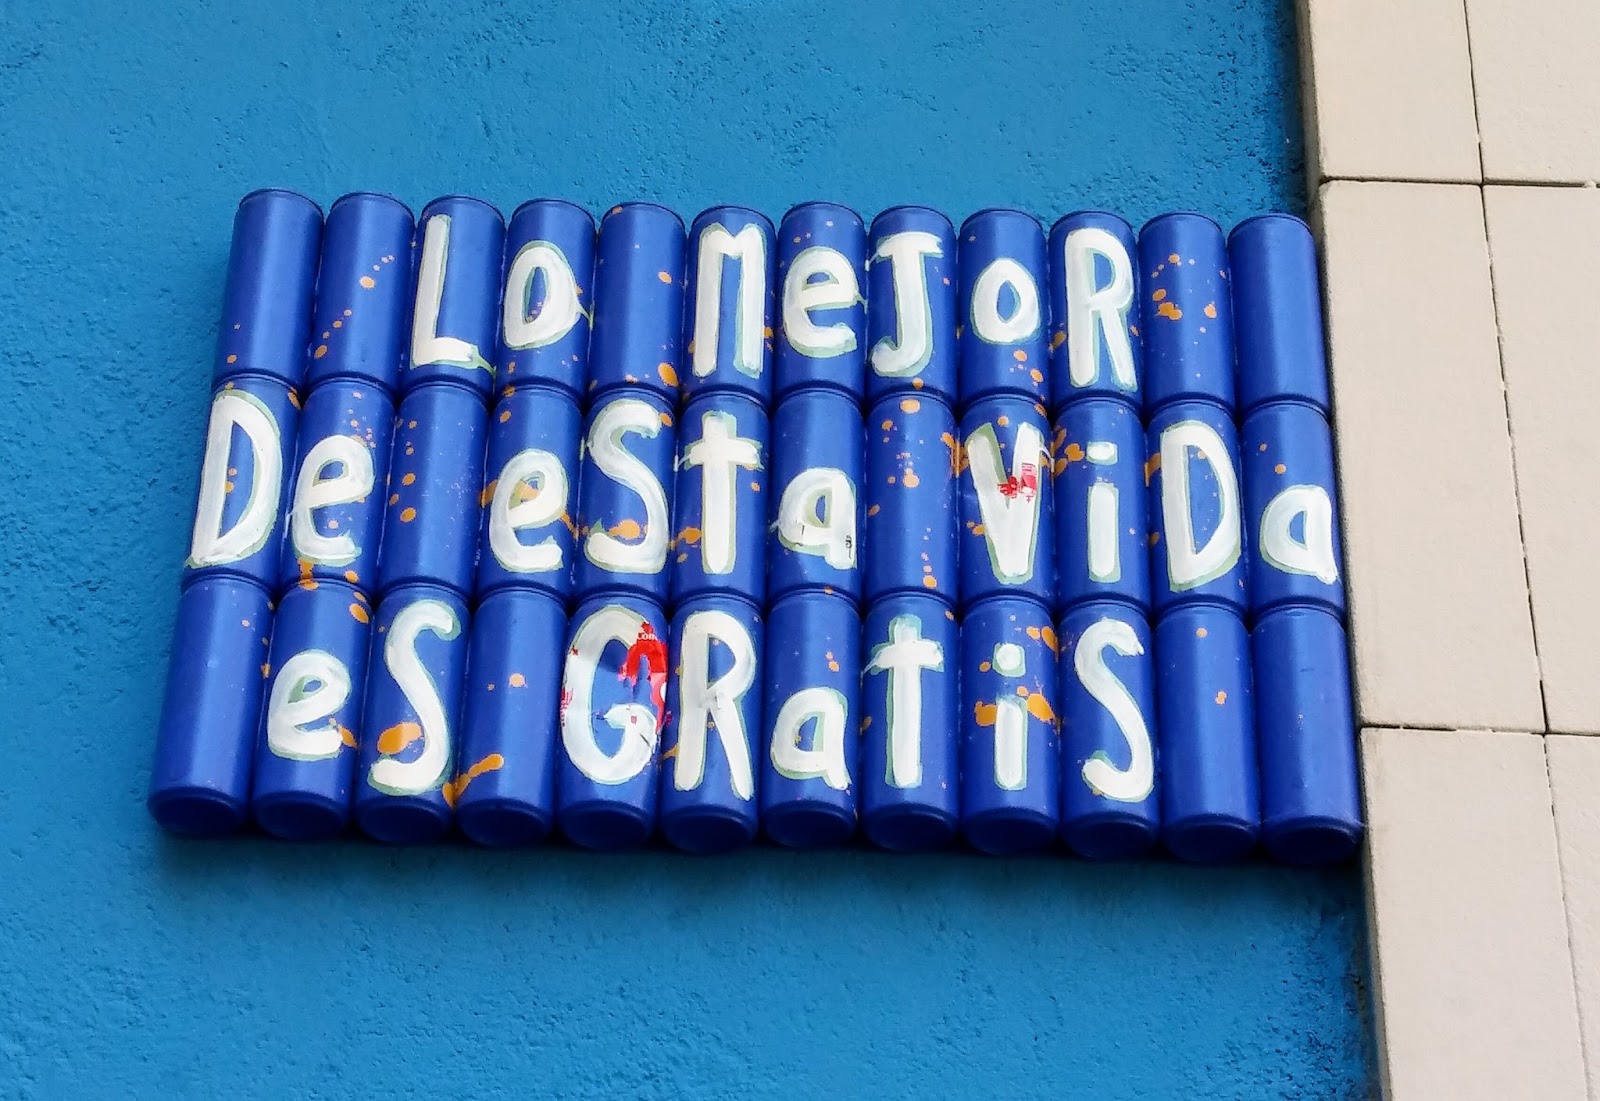 Lo MeJoR
De eSta ViDa
eS GRatiS